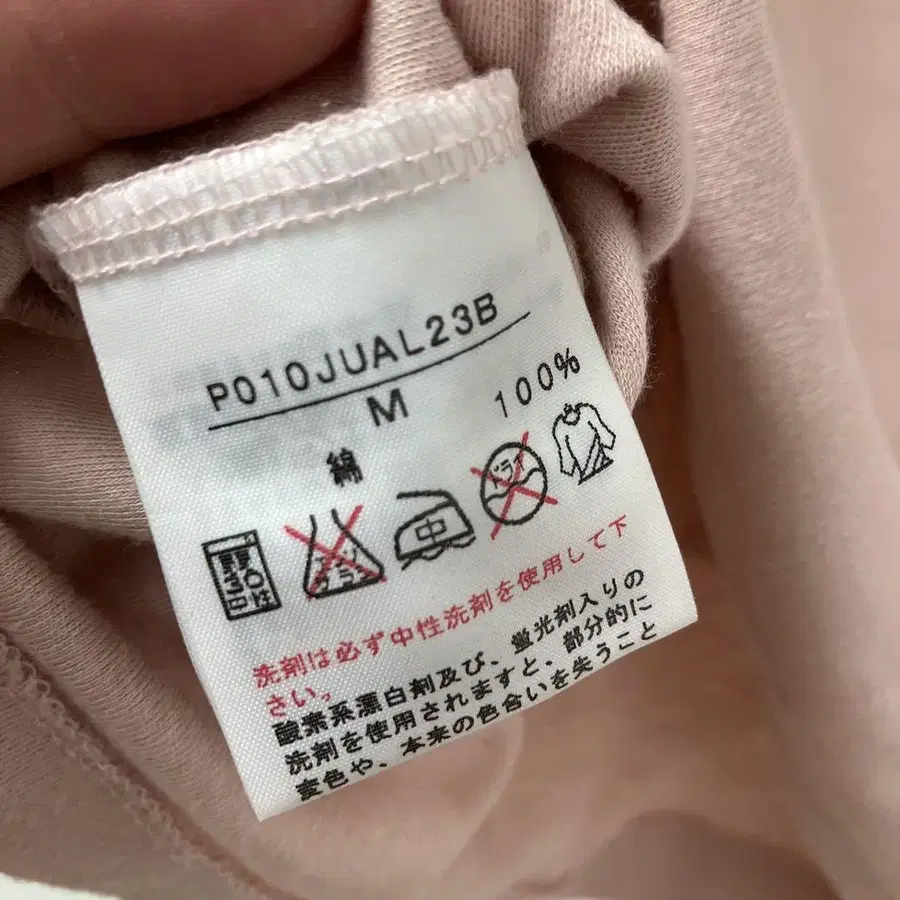 P010JUAL23B
M
綿 100%
中
ドライ
洗剤は必ず中性洗剤を使用して下
さい。
酸素系漂白剤及び、蛍光剤入りの
洗剤を使用されますと、部分的に
変色や、本来の色合いを失うこと